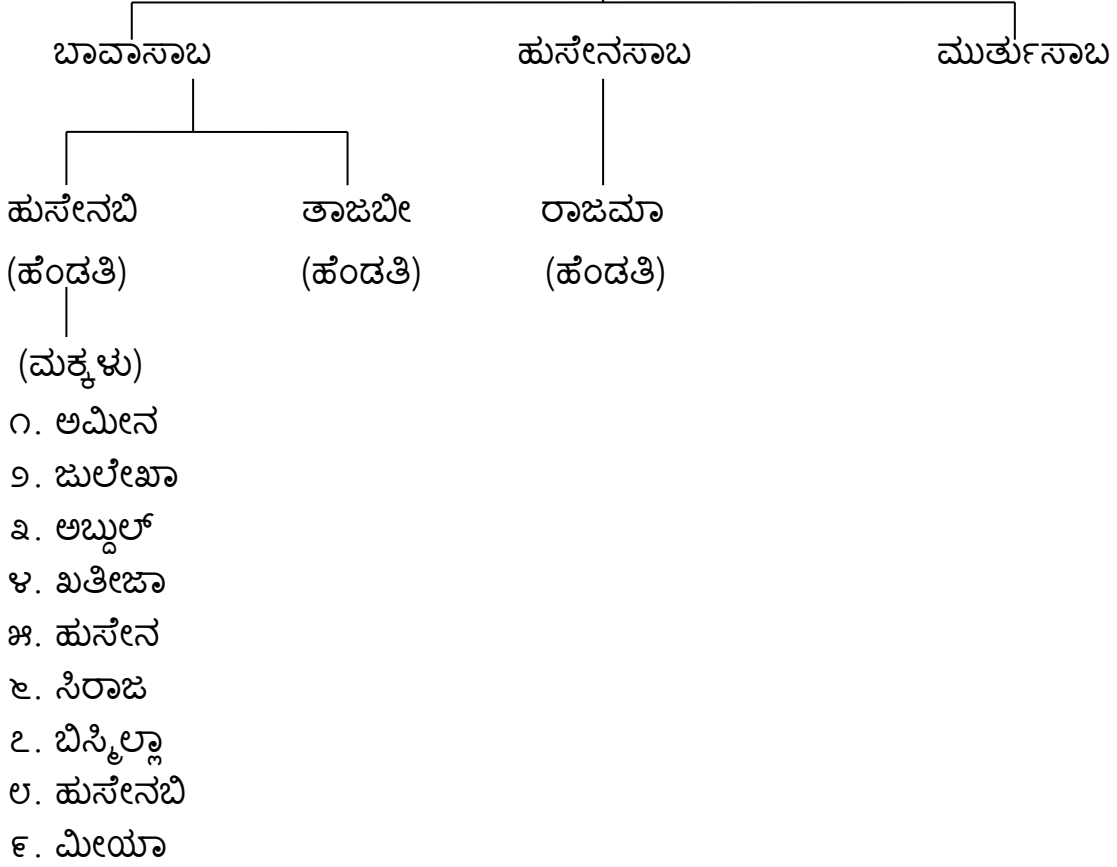 ಬಾವಾಸಾಬ ಹುಸೇನಸಾಬ ಮುರ್ತುಸಾಬ
ಹುಸೇನಬಿ ತಾಜಬೀ ರಾಜಮಾ
(ಹೆಂಡತಿ) (ಹೆಂಡತಿ) (ಹೆಂಡತಿ)
(ಮಕ್ಕಳು)
೧. ಅಮೀನ
೨. ಜುಲೇಖಾ
೩. ಅಬ್ದುಲ್
೪. ಖತೀಜಾ
೫. ಹುಸೇನ
೬. ಸಿರಾಜ
೭. ಬಿಸ್ಮಿಲ್ಲಾ
೮. ಹುಸೇನಬಿ
೯. ಮೀಯಾ